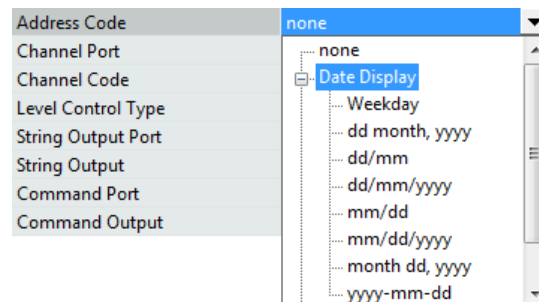 Address Code none
Channel Port none
Channel Code Date Display
Level Control Type Weekday
String Output Port dd month, yyyy
String Output dd/mm
Command Port dd/mm/yyyy
Command Output mm/dd
mm/dd/yyyy
month dd, yyyy
yyyy-mm-dd